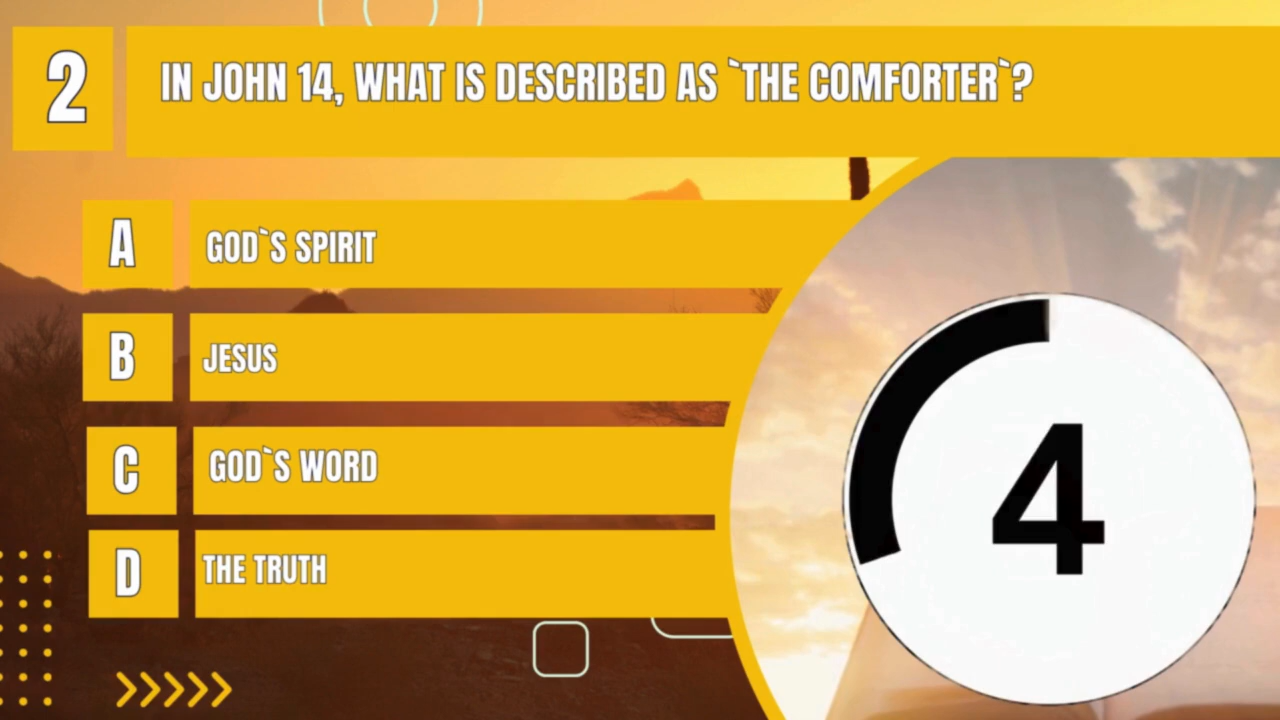 2
IN JOHN 14, WHAT IS DESCRIBED AS `THE COMFORTER`?
A
GOD`S SPIRIT
B
JESUS
C
GOD`S WORD
D
THE TRUTH
4